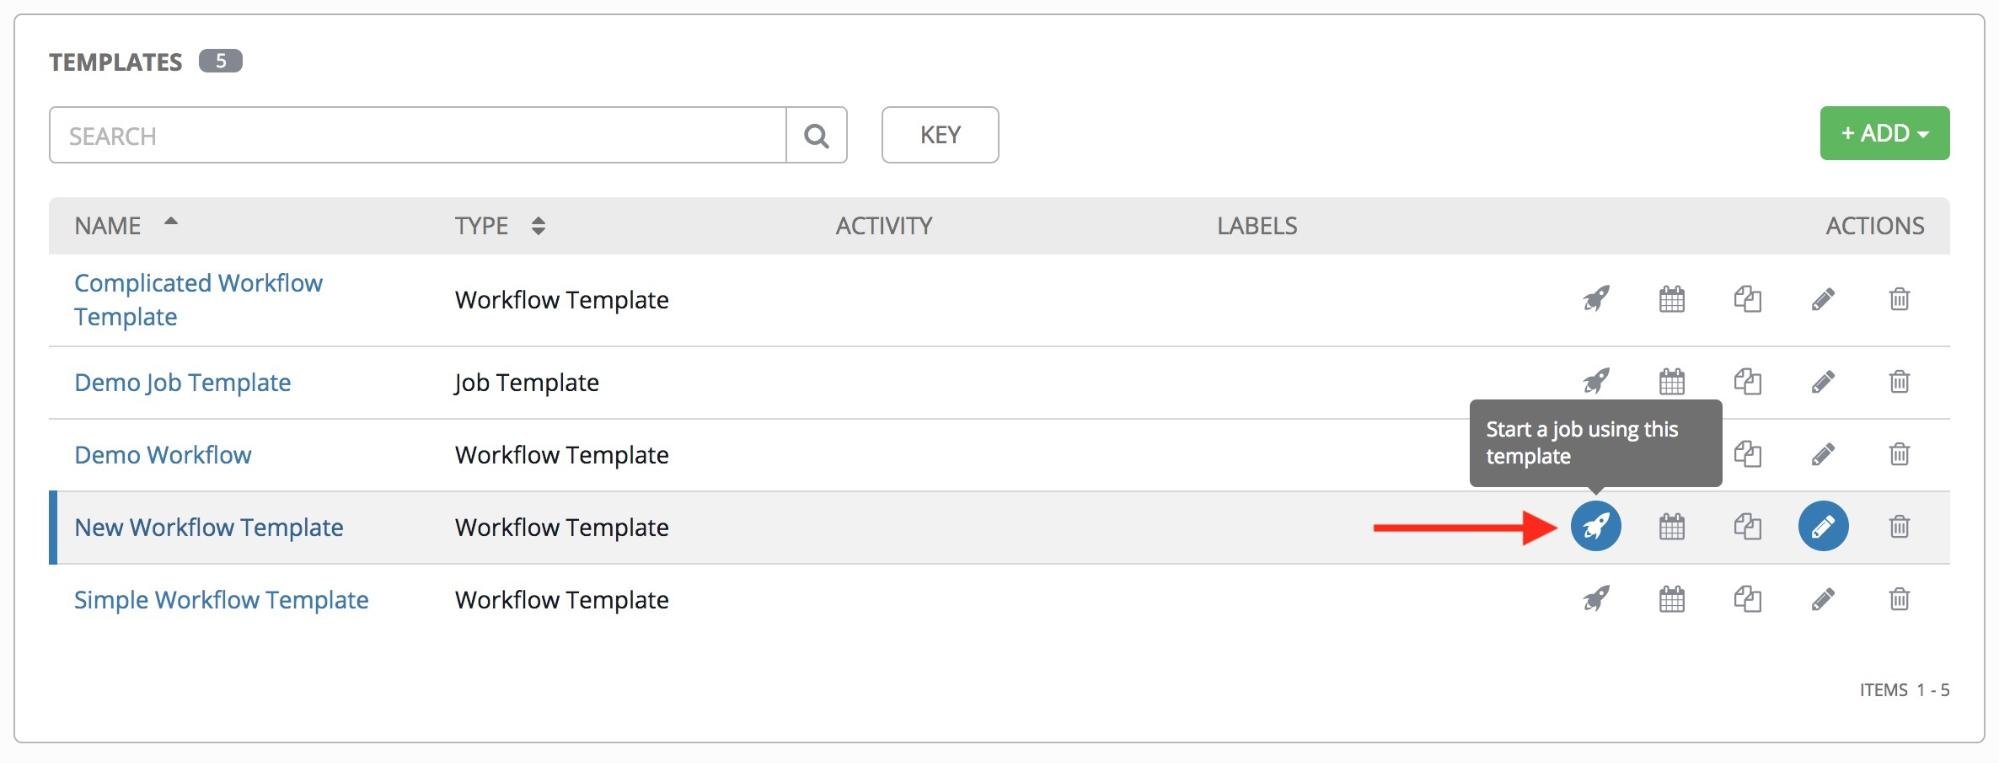 TEMPLATES 5
SEARCH KEY + ADD
NAME TYPE ACTIVITY LABELS ACTIONS
Complicated Workflow
Template
Workflow Template
Demo Job Template Job Template
Start a job using this
template
Demo Workflow Workflow Template
New Workflow Template Workflow Template
Simple Workflow Template Workflow Template
ITEMS 1 - 5